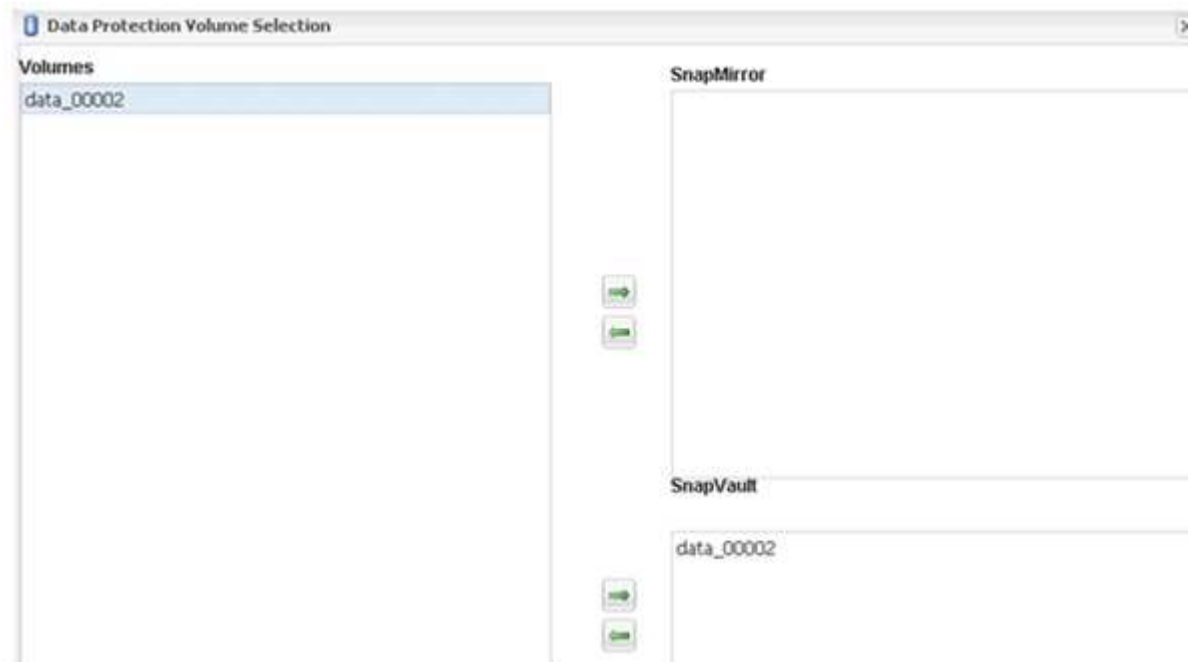 Data Protection Volume Selection
Volumes
data_00002
SnapMirror
SnapVault
data_00002